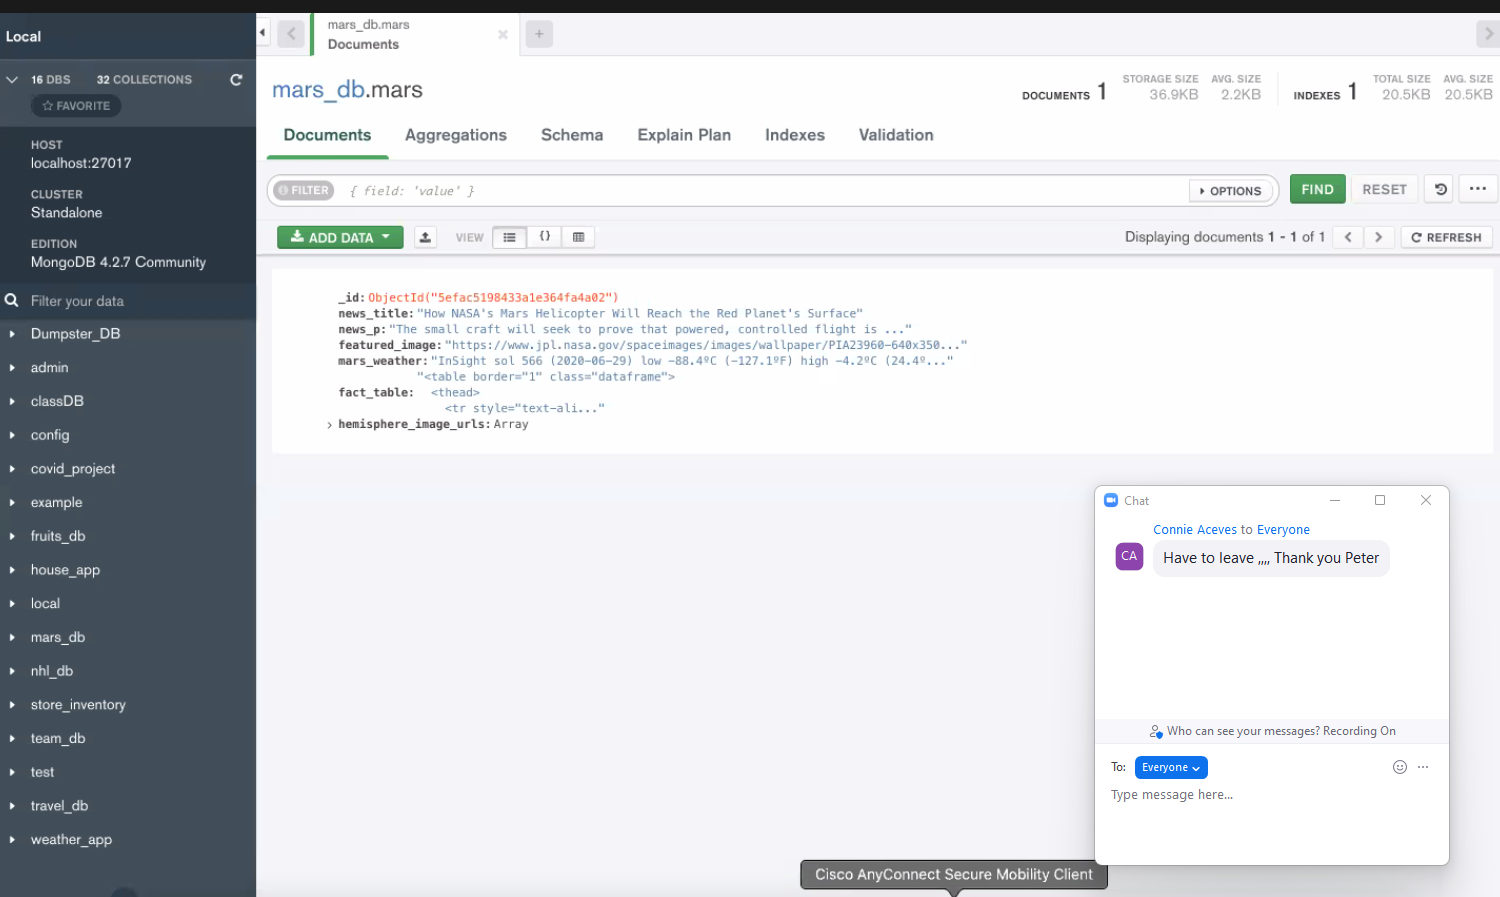 Local
16 DBS 32 COLLECTIONS
FAVORITE
HOST
localhost:27017
CLUSTER
Standalone
EDITION
MongoDB 4.2.7 Community
Filter your data
Dumpster_DB
admin
classDB
config
covid_project
example
fruits_db
house_app
local
mars_db
nhl_db
store_inventory
team_db
test
travel_db
weather_app
mars_db.mars
Documents
mars_db.mars
DOCUMENTS 1
STORAGE SIZE AVG. SIZE
36.9KB 2.2KB
INDEXES 1
TOTAL SIZE AVG. SIZE
20.5KB 20.5KB
Documents Aggregations Schema Explain Plan Indexes Validation
FILTER { field: 'value' } OPTIONS FIND RESET
ADD DATA VIEW {} Displaying documents 1 - 1 of 1 REFRESH
_id: ObjectId("5efac5198433a1e364fa4a02")
news_title: "How NASA's Mars Helicopter Will Reach the Red Planet's Surface"
news_p: "The small craft will seek to prove that powered, controlled flight is ..."
featured_image: "https://www.jpl.nasa.gov/spaceimages/images/wallpaper/PIA23960-640x350..."
mars_weather: "InSight sol 566 (2020-06-29) low -88.4ºC (-127.1ºF) high -4.2ºC (24.4º..."
"<table border="1" class="dataframe">
fact_table: <thead>
<tr style="text-ali..."
hemisphere_image_urls: Array
Chat
Connie Aceves to Everyone
CA
Have to leave ,,,, Thank you Peter
Who can see your messages? Recording On
To: Everyone
Type message here...
Cisco AnyConnect Secure Mobility Client